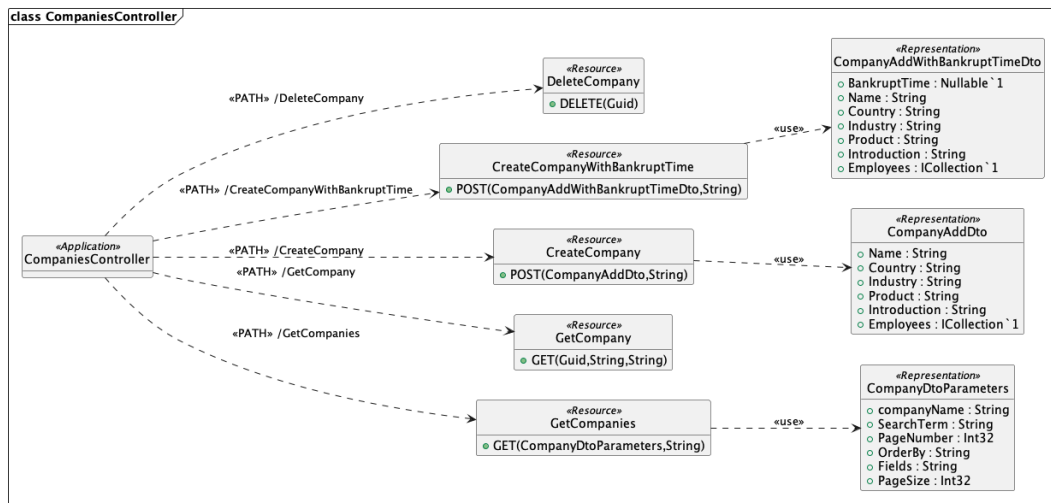 class CompaniesController
«Application»
CompaniesController
«PATH» /DeleteCompany
«PATH» /CreateCompanyWithBankruptTime
«PATH» /CreateCompany
«PATH» /GetCompany
«PATH» /GetCompanies
«Resource»
DeleteCompany
DELETE(Guid)
«Resource»
CreateCompanyWithBankruptTime
POST(CompanyAddWithBankruptTimeDto,String)
«Resource»
CreateCompany
POST(CompanyAddDto,String)
«Resource»
GetCompany
GET(Guid,String,String)
«Resource»
GetCompanies
GET(CompanyDtoParameters,String)
«use»
«use»
«use»
«Representation»
CompanyAddWithBankruptTimeDto
BankruptTime : Nullable`1
Name : String
Country : String
Industry : String
Product : String
Introduction : String
Employees : ICollection`1
«Representation»
CompanyAddDto
Name : String
Country : String
Industry : String
Product : String
Introduction : String
Employees : ICollection`1
«Representation»
CompanyDtoParameters
companyName : String
SearchTerm : String
PageNumber : Int32
OrderBy : String
Fields : String
PageSize : Int32